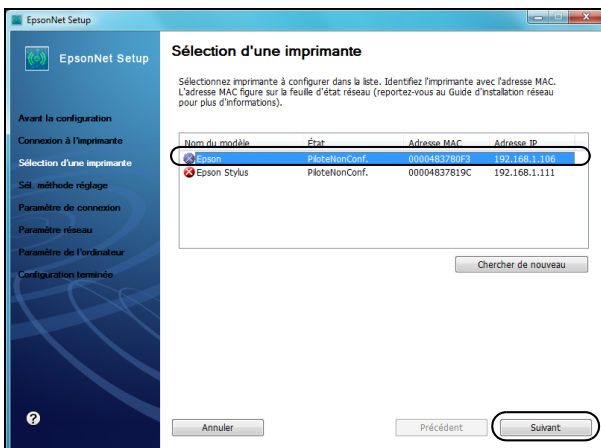 EpsonNet Setup
EpsonNet Setup
Avant la configuration
Connexion à l'imprimante
Sélection d'une imprimante
Sél. méthode réglage
Paramètre de connexion
Paramètre réseau
Paramètre de l'ordinateur
Configuration terminée
Sélection d'une imprimante
Sélectionnez imprimante à configurer dans la liste. Identifiez l'imprimante avec l'adresse MAC.
L'adresse MAC figure sur la feuille d'état réseau (reportez-vous au Guide d'installation réseau
pour plus d'informations).
Nom du modèle État Adresse MAC Adresse IP
Epson PiloteNonConf. 0000483780F3 192.168.1.106
Epson Stylus PiloteNonConf. 00004837819C 192.168.1.111
Chercher de nouveau
?
Annuler Précédent Suivant